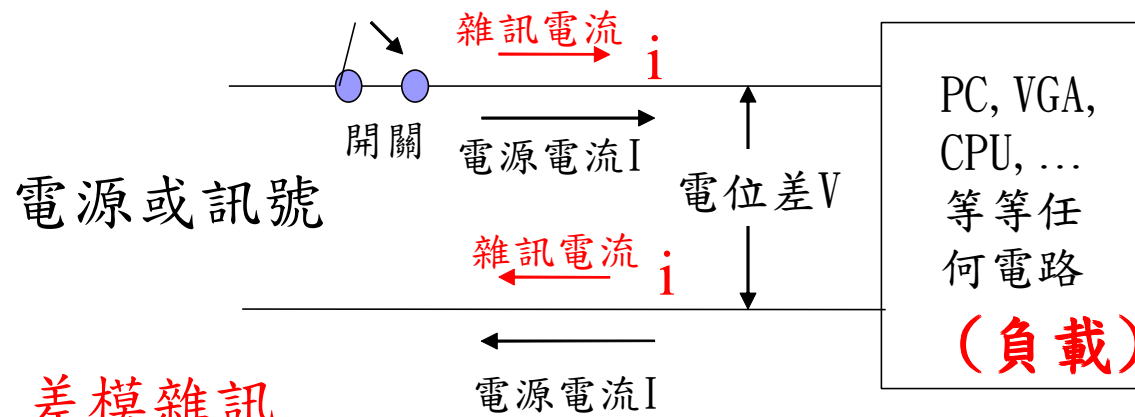 雜訊電流 i
開關
電源電流I
PC, VGA,
CPU, ...
等等任
何電路
(負載)
電源或訊號
電位差V
雜訊電流 i
電源電流I
差模雜訊